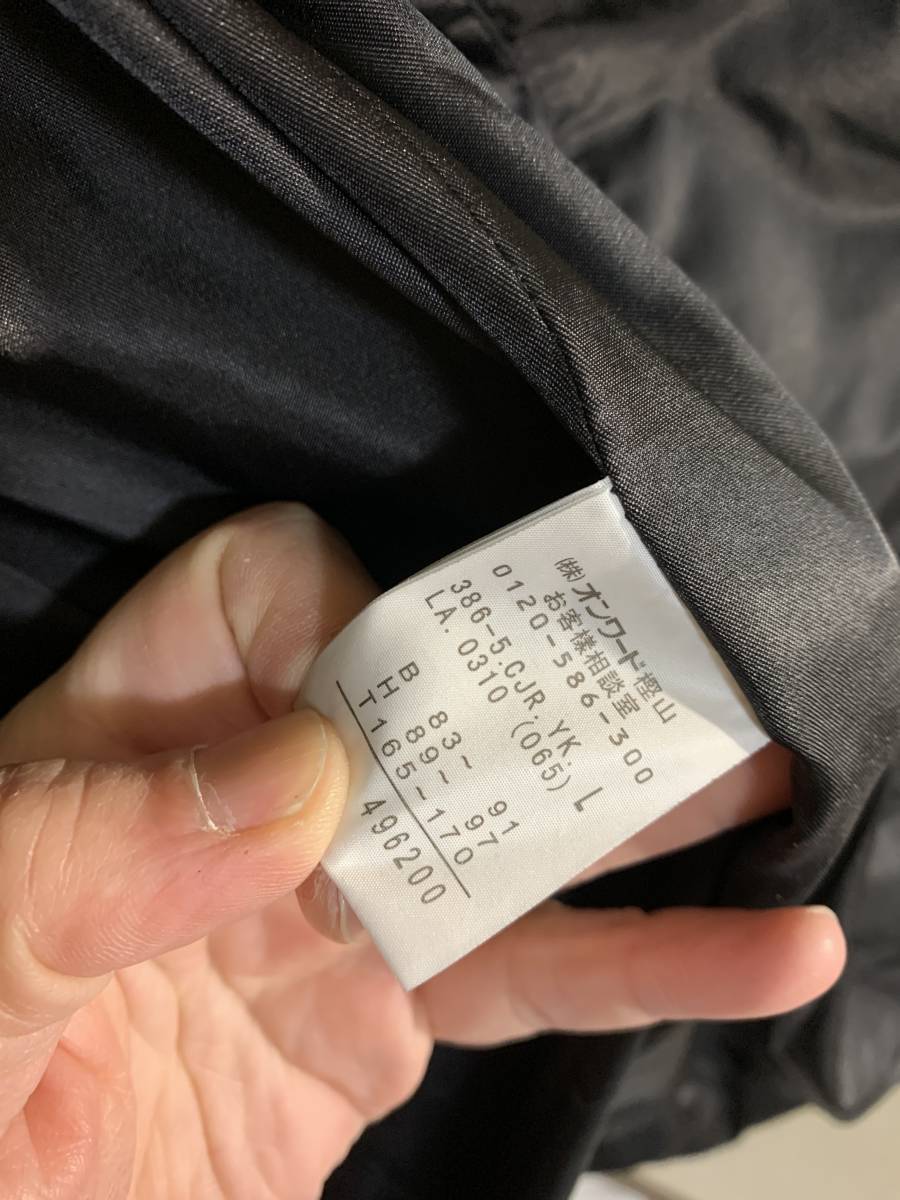 (株)オンワード樫山
お客様相談室
0120-586-300
386-5.CJR.YK.
LA.0310 (065) L
B 83- 91
H 89- 97
T165-170
496200